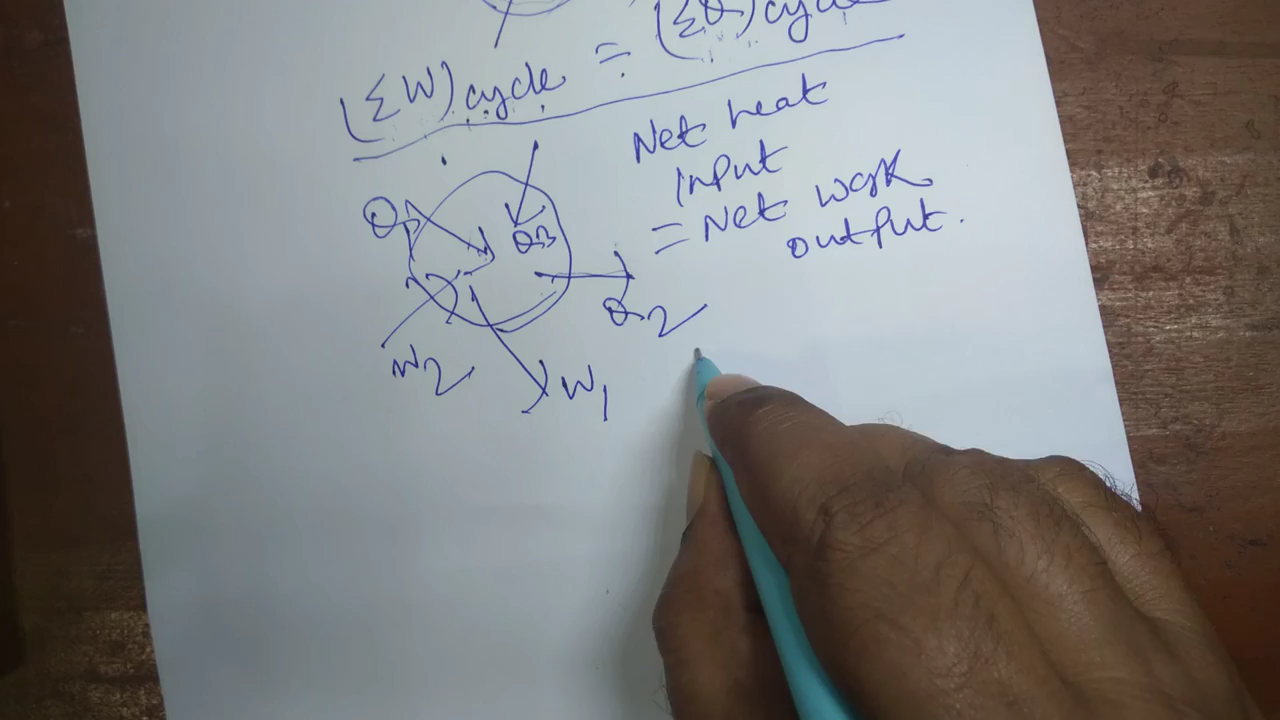 (ΣW)cycle = (ΣQ)cycle
Net heat
input
= Net work
output.
Q1
Q3
Q2
W2
W1